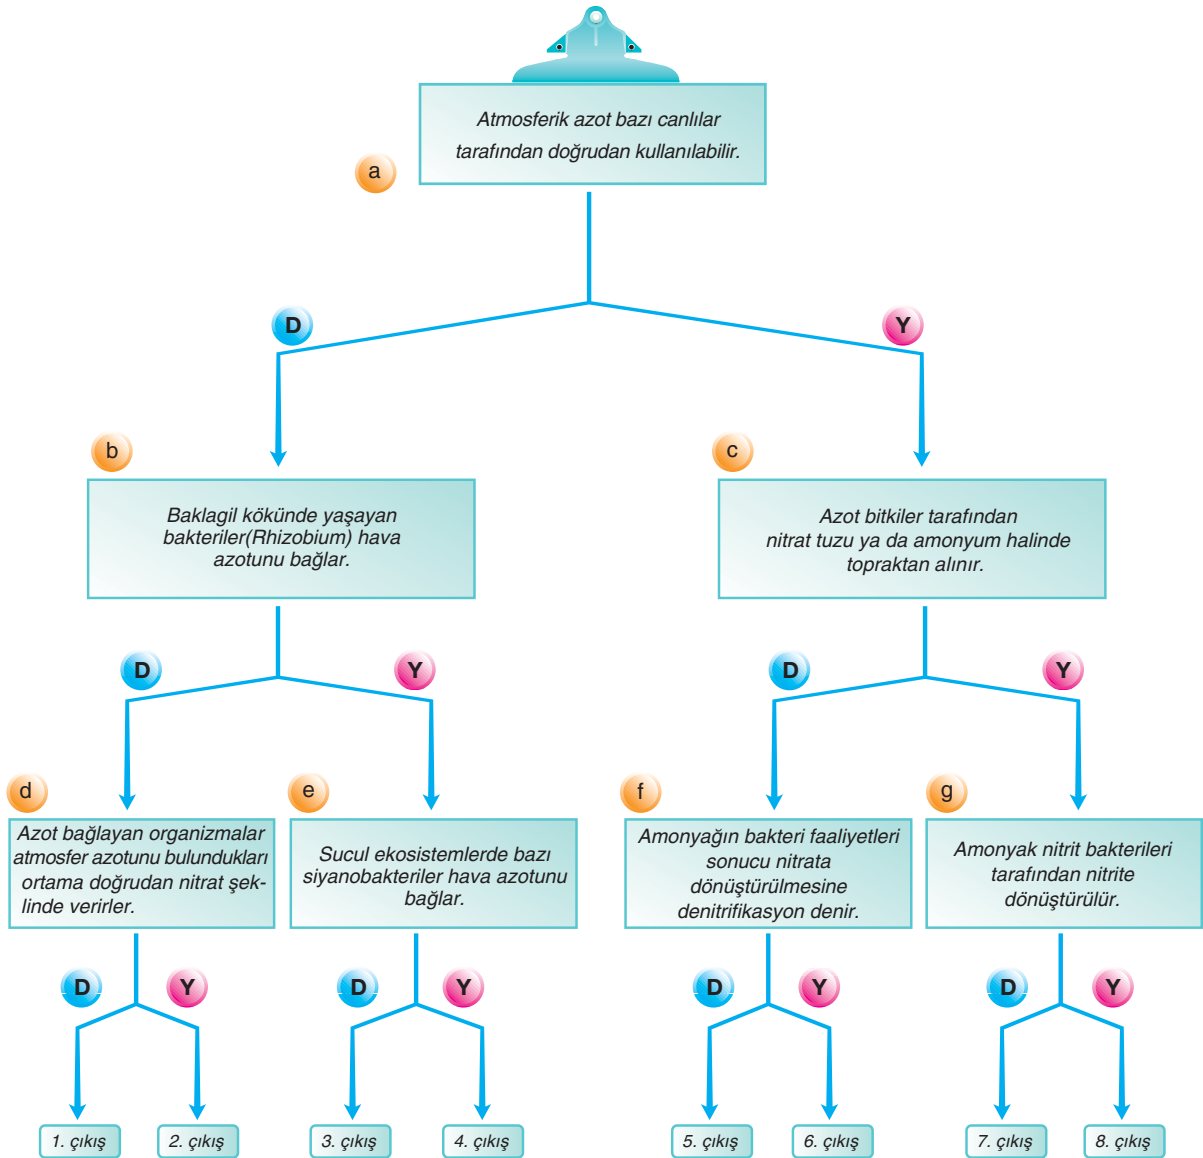 Atmosferik azot bazı canlılar
tarafından doğrudan kullanılabilir.
a
D
Y
b
c
Baklagil kökünde yaşayan
bakteriler(Rhizobium) hava
azotunu bağlar.
Azot bitkiler tarafından
nitrat tuzu ya da amonyum halinde
topraktan alınır.
D
Y
D
Y
d
e
f
g
Azot bağlayan organizmalar
atmosfer azotunu bulundukları
ortama doğrudan nitrat şek-
linde verirler.
Sucul ekosistemlerde bazı
siyanobakteriler hava azotunu
bağlar.
Amonyağın bakteri faaliyetleri
sonucu nitrata
dönüştürülmesine
denitrifikasyon denir.
Amonyak nitrit bakterileri
tarafından nitrite
dönüştürülür.
D
Y
D
Y
D
Y
D
Y
1. çıkış
2. çıkış
3. çıkış
4. çıkış
5. çıkış
6. çıkış
7. çıkış
8. çıkış